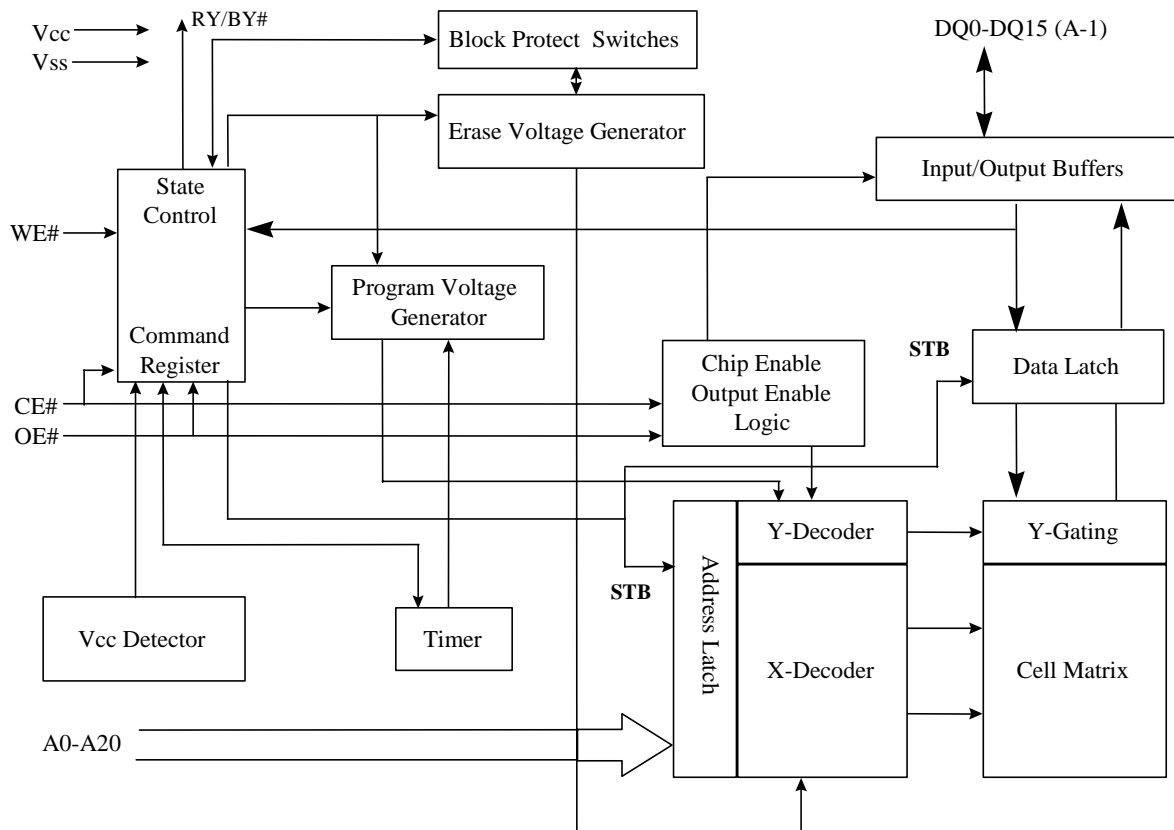 Vcc
Vss
RY/BY#
Block Protect Switches
DQ0-DQ15 (A-1)
Erase Voltage Generator
Input/Output Buffers
State
Control
WE#
Program Voltage
Generator
Command
Register
STB
Chip Enable
Output Enable
Logic
Data Latch
CE#
OE#
Y-Decoder
Y-Gating
Address Latch
STB
Vcc Detector
Timer
X-Decoder
Cell Matrix
A0-A20